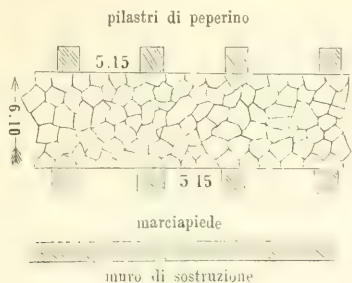 pilastri di peperino
5.15
6.10
5 15
marciapiede
muro di sostruzione